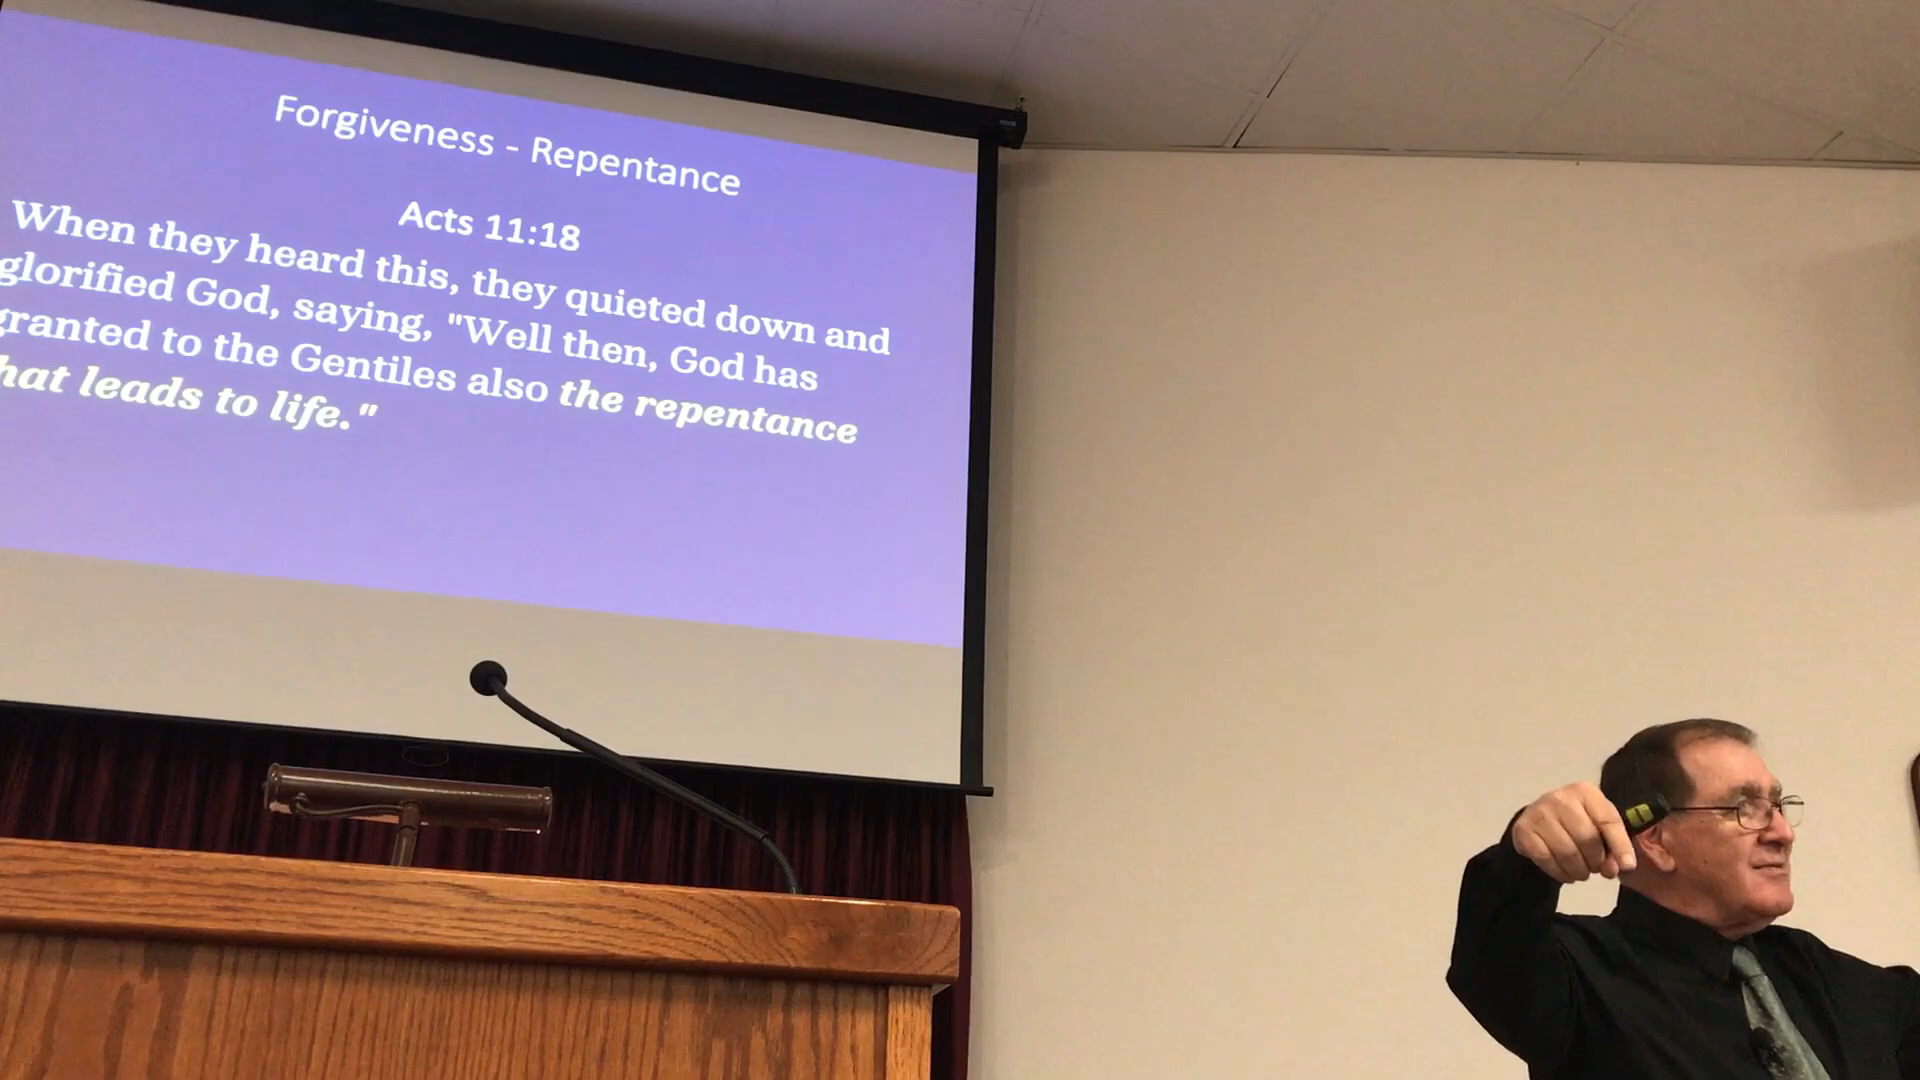 Forgiveness - Repentance
Acts 11:18
When they heard this, they quieted down and
glorified God, saying, "Well then, God has
granted to the Gentiles also the repentance
hat leads to life."